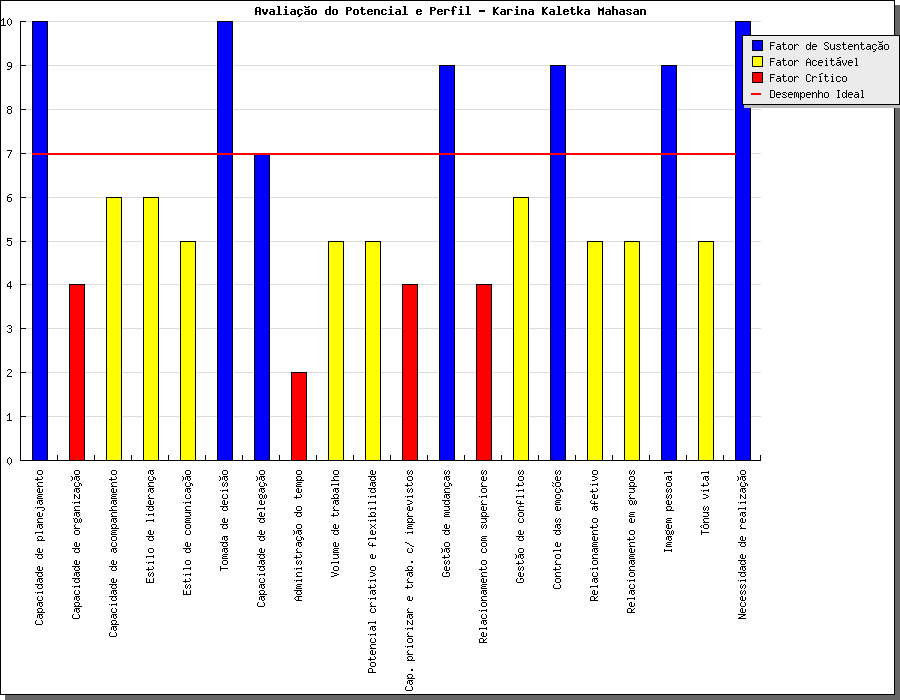 Avaliação do Potencial e Perfil - Karina Kaletka Mahasan
10
9
8
7
6
5
4
3
2
1
0
Fator de Sustentação
Fator Aceitável
Fator Crítico
Desempenho Ideal
Capacidade de planejamento
Capacidade de organização
Capacidade de acompanhamento
Estilo de liderança
Estilo de comunicação
Tomada de decisão
Capacidade de delegação
Administração do tempo
Volume de trabalho
Potencial criativo e flexibilidade
Cap. priorizar e trab. c/ imprevistos
Gestão de mudanças
Relacionamento com superiores
Gestão de conflitos
Controle das emoções
Relacionamento afetivo
Relacionamento em grupos
Imagem pessoal
Tônus vital
Necessidade de realização